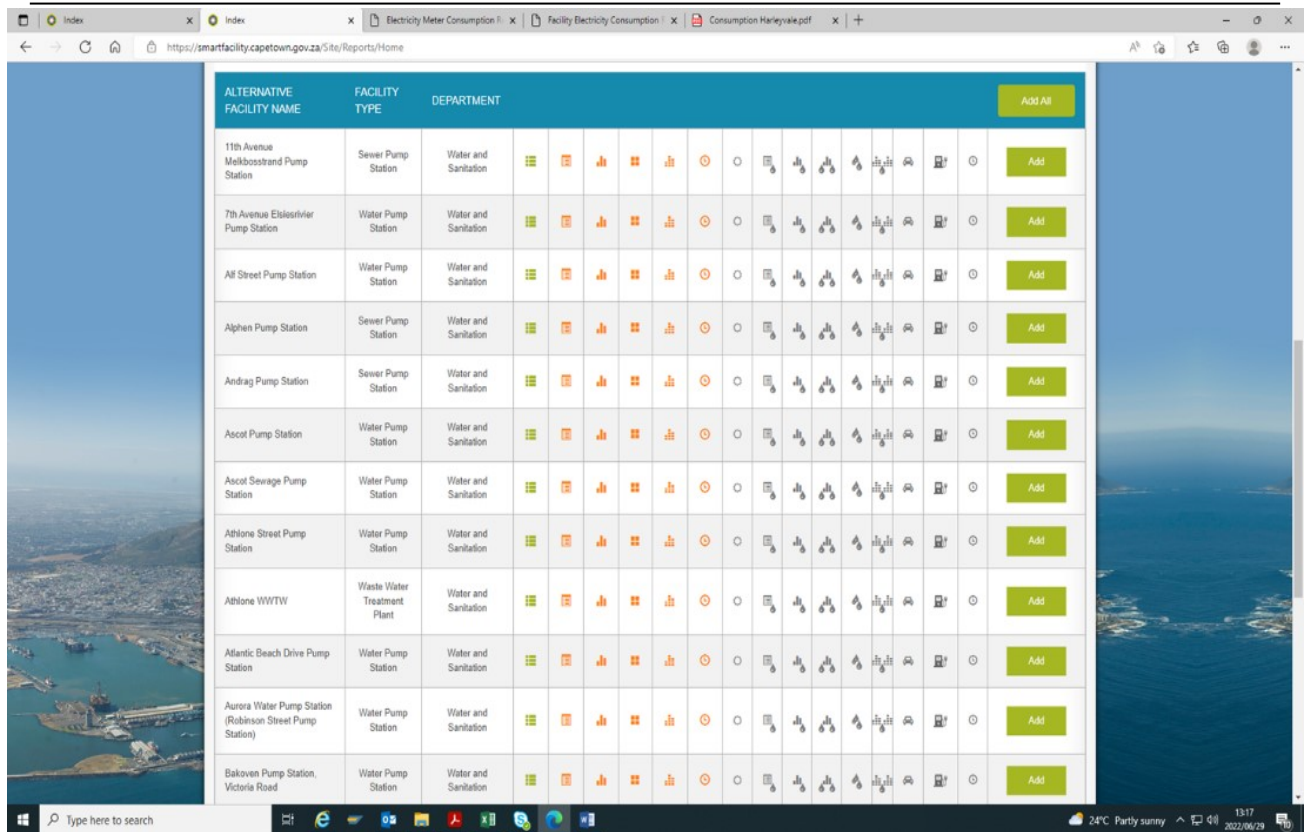 Index
Index
Electricity Meter Consumption R
Facility Electricity Consumption
Consumption Harleyvale.pdf
https://smartfacility.capetown.gov.za/Site/Reports/Home
ALTERNATIVE
FACILITY NAME
FACILITY
TYPE
DEPARTMENT
Add All
11th Avenue
Melkbosstrand Pump
Station
Sewer Pump
Station
Water and
Sanitation
Add
7th Avenue Elsiesrivier
Pump Station
Water Pump
Station
Water and
Sanitation
Add
Alf Street Pump Station
Water Pump
Station
Water and
Sanitation
Add
Alphen Pump Station
Sewer Pump
Station
Water and
Sanitation
Add
Andrag Pump Station
Sewer Pump
Station
Water and
Sanitation
Add
Ascot Pump Station
Water Pump
Station
Water and
Sanitation
Add
Ascot Sewage Pump
Station
Water Pump
Station
Water and
Sanitation
Add
Athlone Street Pump
Station
Water Pump
Station
Water and
Sanitation
Add
Athlone WWTW
Waste Water
Treatment
Plant
Water and
Sanitation
Add
Atlantic Beach Drive Pump
Station
Water Pump
Station
Water and
Sanitation
Add
Aurora Water Pump Station
(Robinson Street Pump
Station)
Water Pump
Station
Water and
Sanitation
Add
Bakoven Pump Station,
Victoria Road
Water Pump
Station
Water and
Sanitation
Add
Type here to search
24°C Partly sunny
13:17
2022/06/29